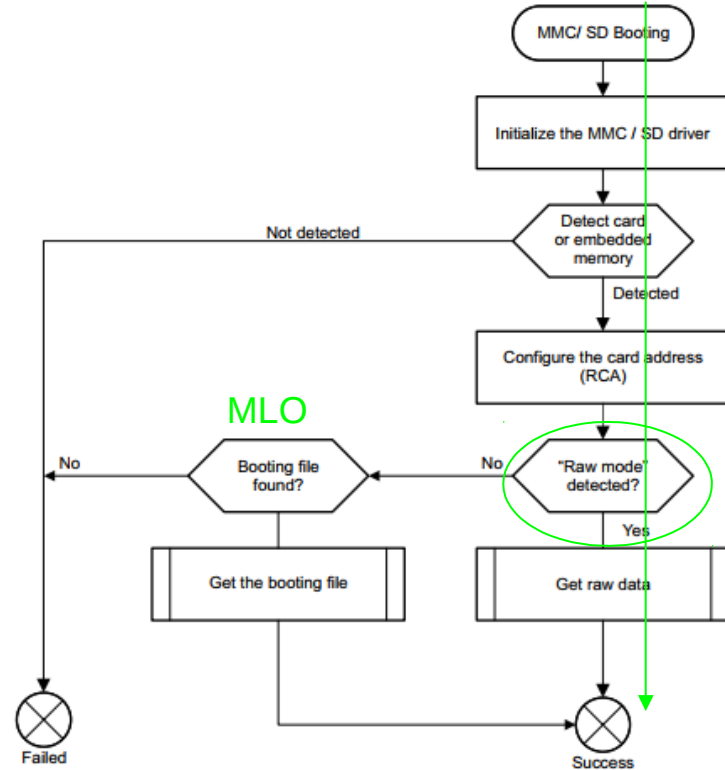 MMC/ SD Booting
Initialize the MMC / SD driver
Detect card
or embedded
memory
Not detected
Detected
Configure the card address
(RCA)
MLO
No
Booting file
found?
No
"Raw mode"
detected?
Yes
Get the booting file
Get raw data
Failed
Success